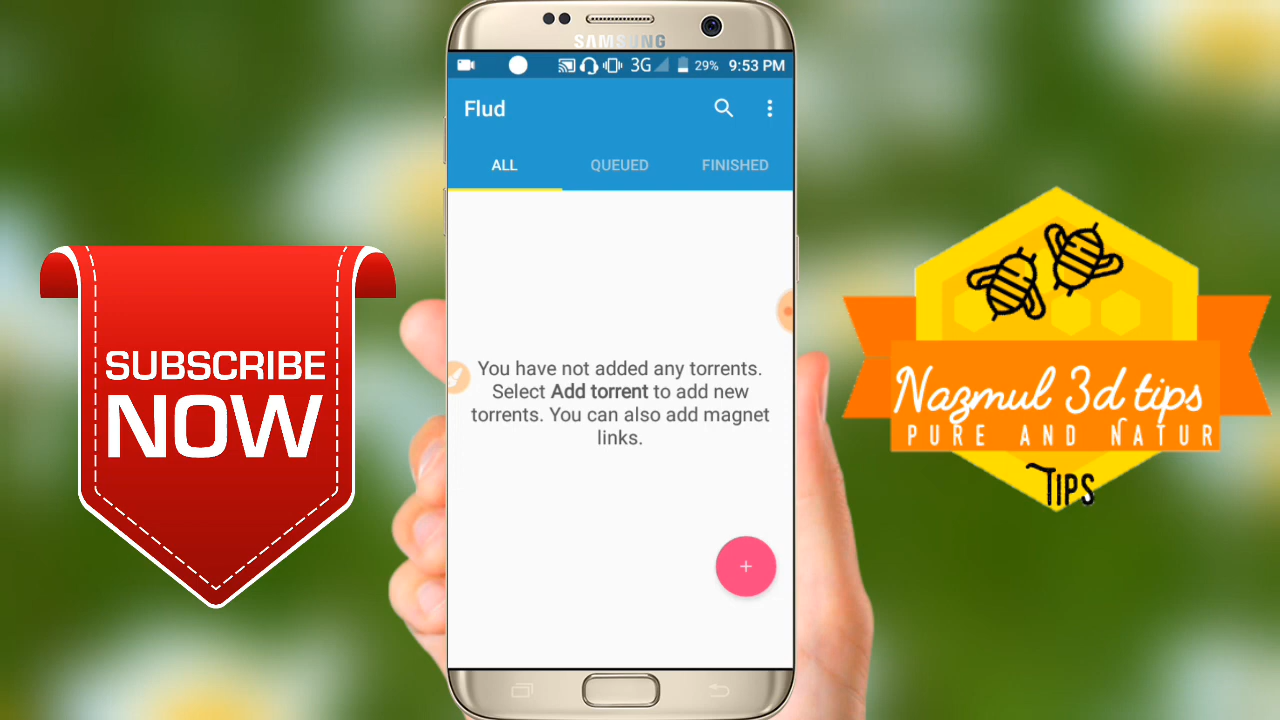 SAMSUNG
3G 29% 9:53 PM
Flud
ALL QUEUED FINISHED
You have not added any torrents.
Select Add torrent to add new
torrents. You can also add magnet
links.
+
SUBSCRIBE
NOW
Nazmul 3d tips
PURE AND NATUR
TIPS